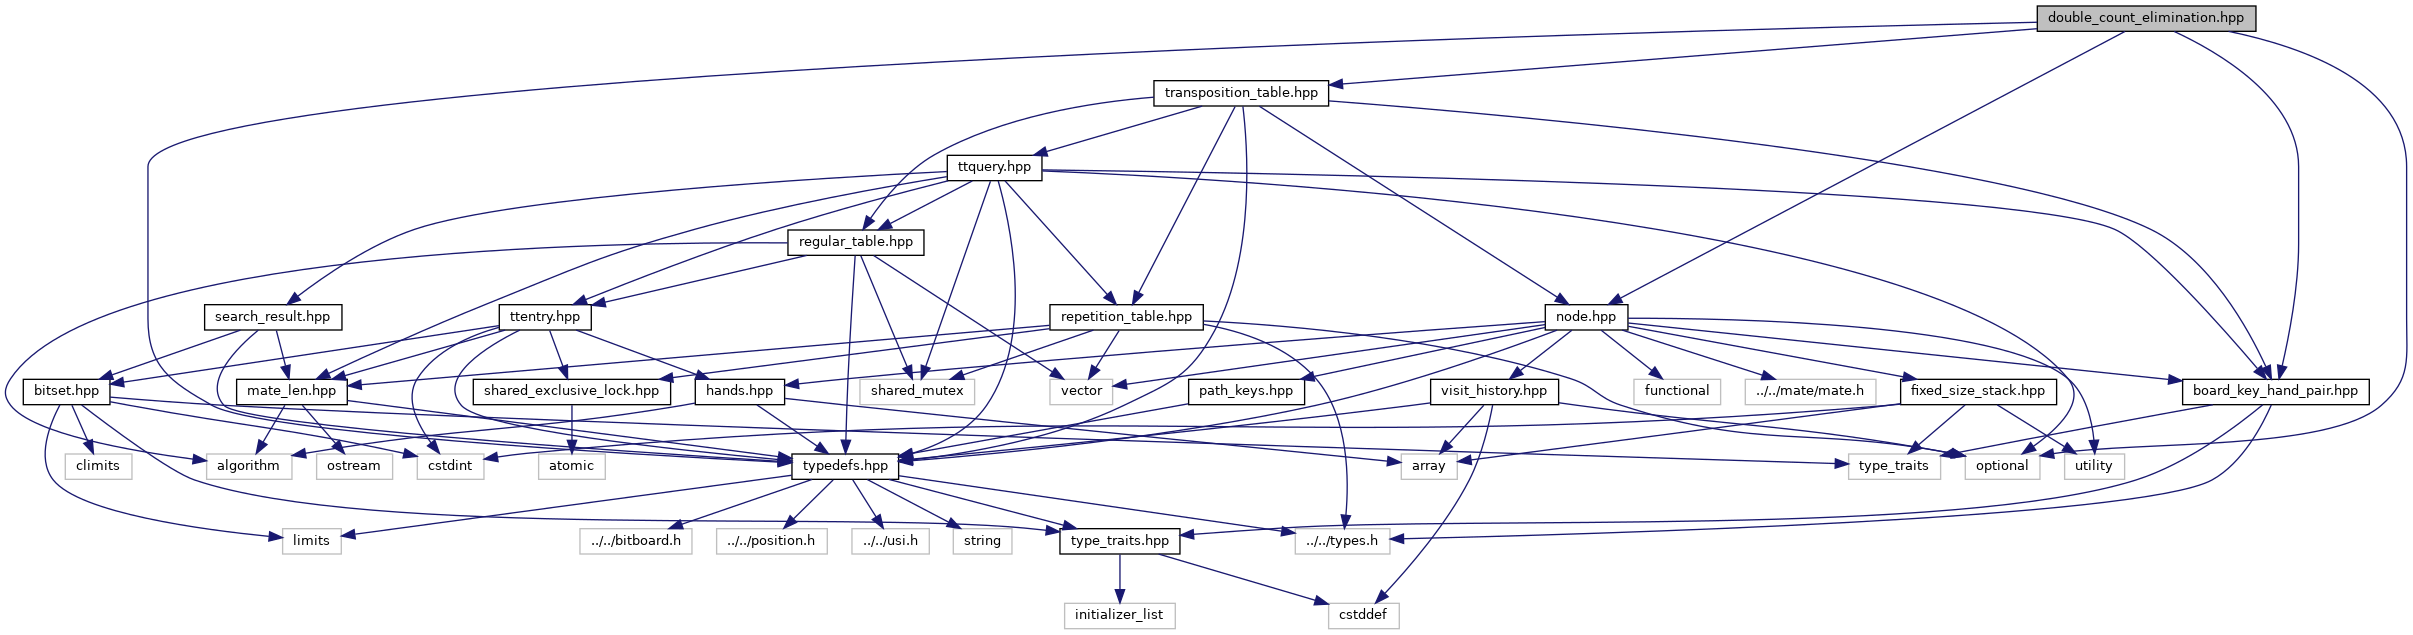 double_count_elimination.hpp
transposition_table.hpp
ttquery.hpp
regular_table.hpp
search_result.hpp
ttentry.hpp
repetition_table.hpp
node.hpp
bitset.hpp
mate_len.hpp
shared_exclusive_lock.hpp
hands.hpp
shared_mutex
vector
path_keys.hpp
visit_history.hpp
functional
../../mate/mate.h
fixed_size_stack.hpp
board_key_hand_pair.hpp
climits
algorithm
ostream
cstdint
atomic
typedefs.hpp
array
type_traits
optional
utility
limits
../../bitboard.h
../../position.h
../../usi.h
string
type_traits.hpp
../../types.h
initializer_list
cstddef